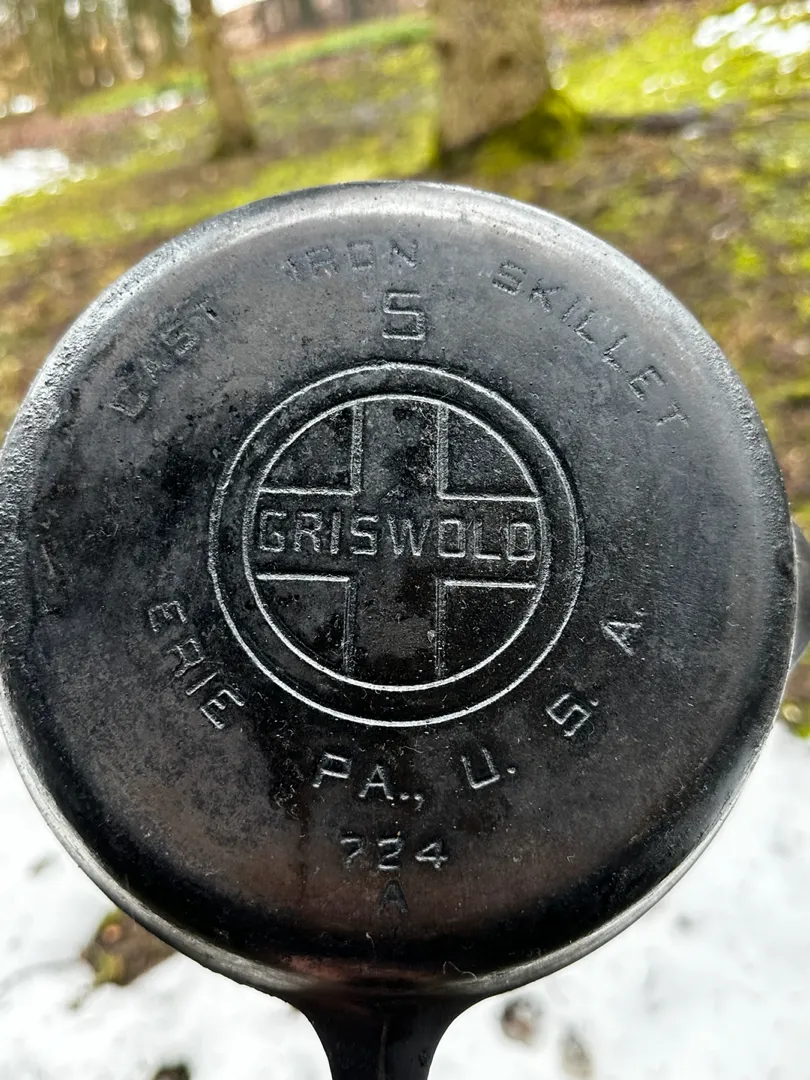 CAST IRON SKILLET
5
GRISWOLD
ERIE PA., U. S. A.
724
A